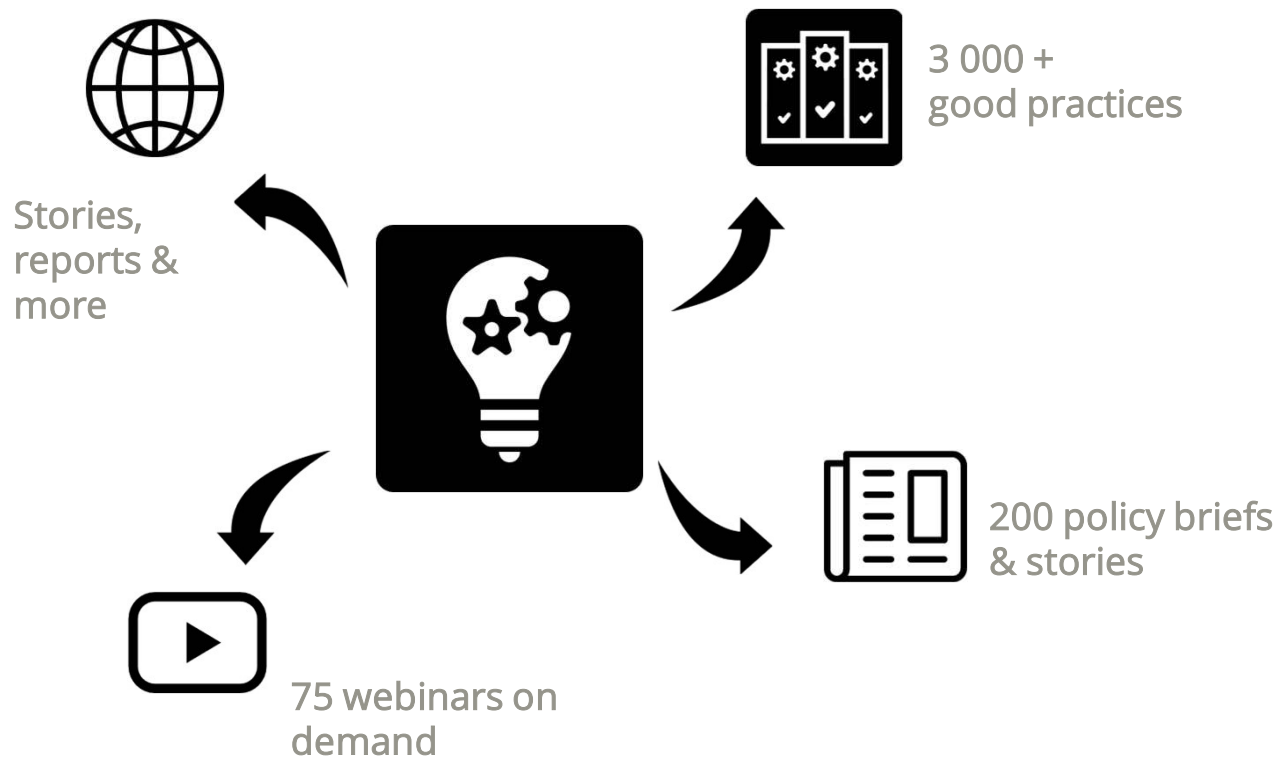 3 000 +
good practices
Stories,
reports &
more
200 policy briefs
& stories
75 webinars on
demand